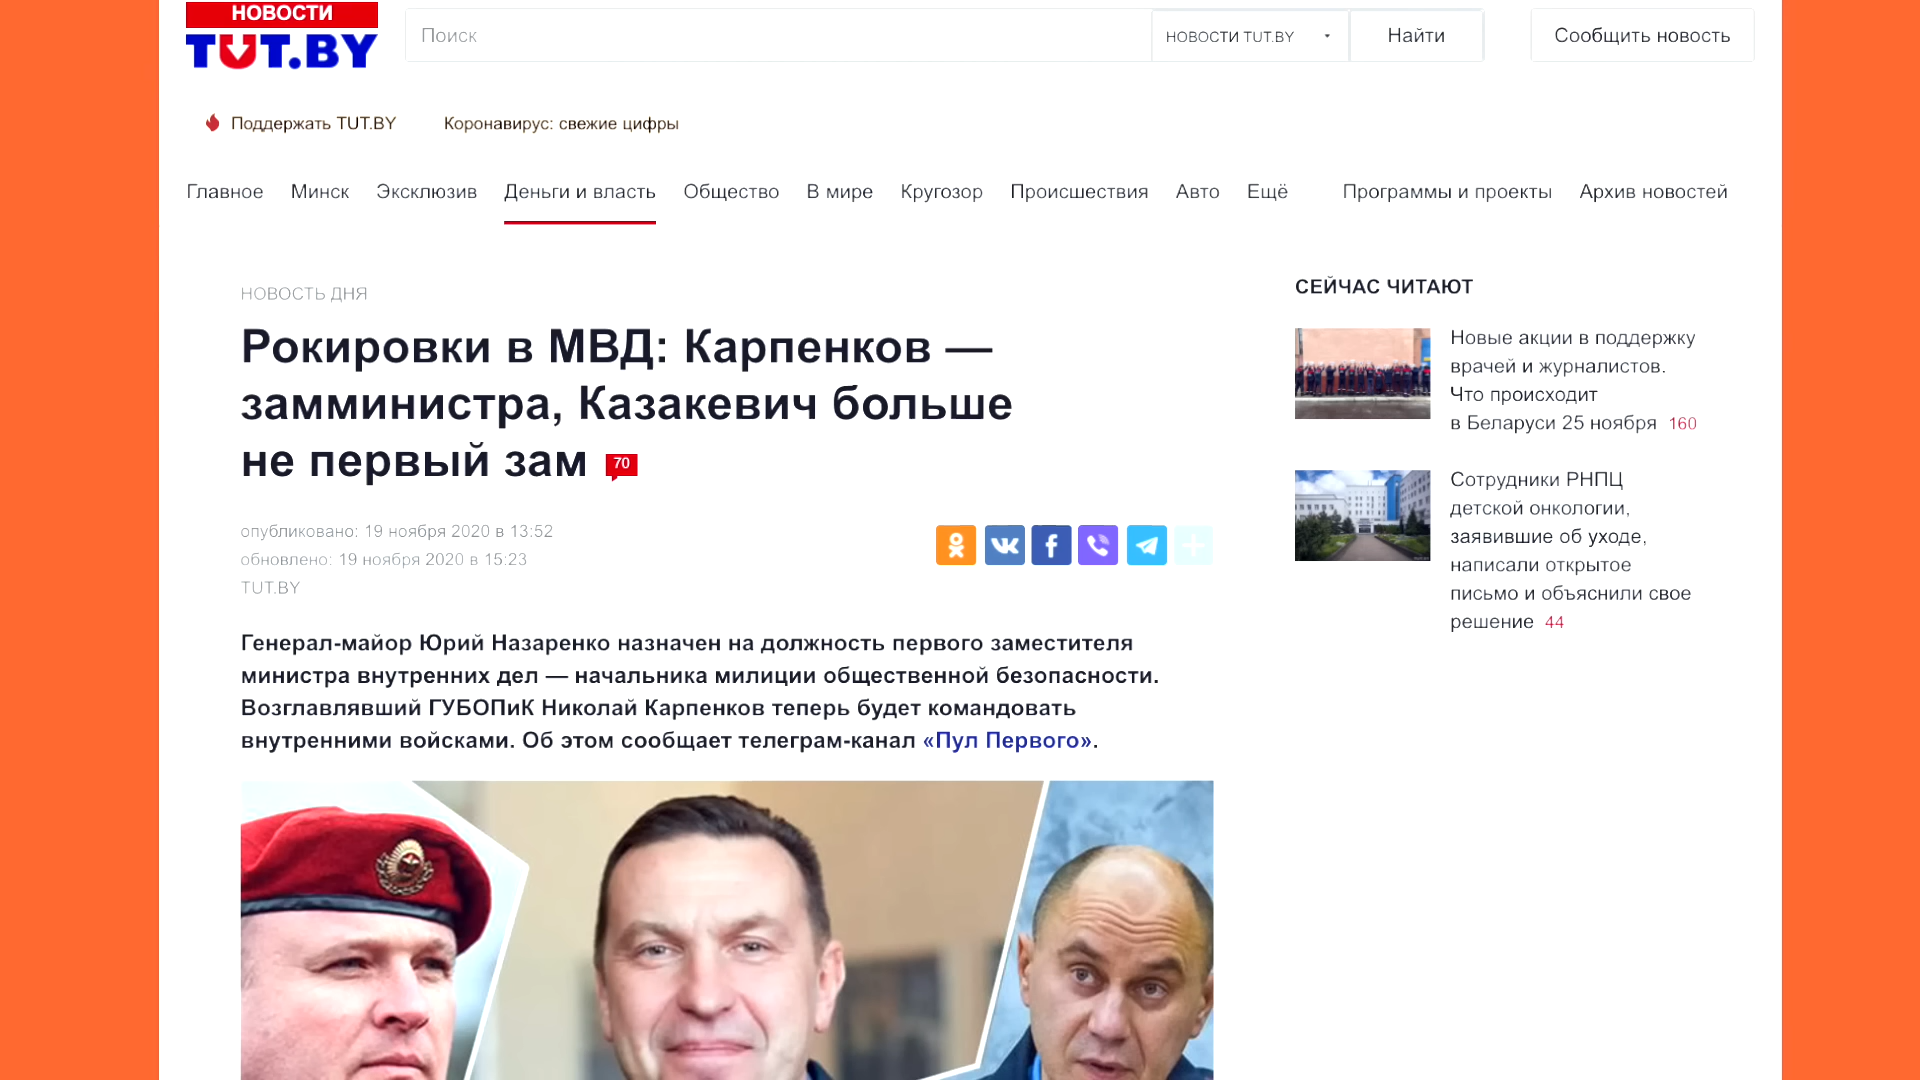 НОВОСТИ
TUT.BY
Поиск
НОВОСТИ TUT.BY
Найти
Сообщить новость
Поддержать TUT.BY
Коронавирус: свежие цифры
Главное
Минск
Эксклюзив
Деньги и власть
Общество
В мире
Кругозор
Происшествия
Авто
Ещё
Программы и проекты
Архив новостей
НОВОСТЬ ДНЯ
Рокировки в МВД: Карпенков —
замминистра, Казакевич больше
не первый зам 70
опубликовано: 19 ноября 2020 в 13:52
обновлено: 19 ноября 2020 в 15:23
TUT.BY
Генерал-майор Юрий Назаренко назначен на должность первого заместителя
министра внутренних дел — начальника милиции общественной безопасности.
Возглавлявший ГУБОПиК Николай Карпенков теперь будет командовать
внутренними войсками. Об этом сообщает телеграм-канал «Пул Первого».
СЕЙЧАС ЧИТАЮТ
Новые акции в поддержку
врачей и журналистов.
Что происходит
в Беларуси 25 ноября 160
Сотрудники РНПЦ
детской онкологии,
заявившие об уходе,
написали открытое
письмо и объяснили свое
решение 44